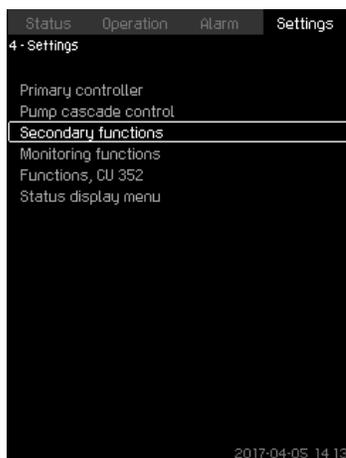 Status Operation Alarm Settings
4 - Settings
Primary controller
Pump cascade control
Secondary functions
Monitoring functions
Functions, CU 352
Status display menu
2017-04-05 14:13